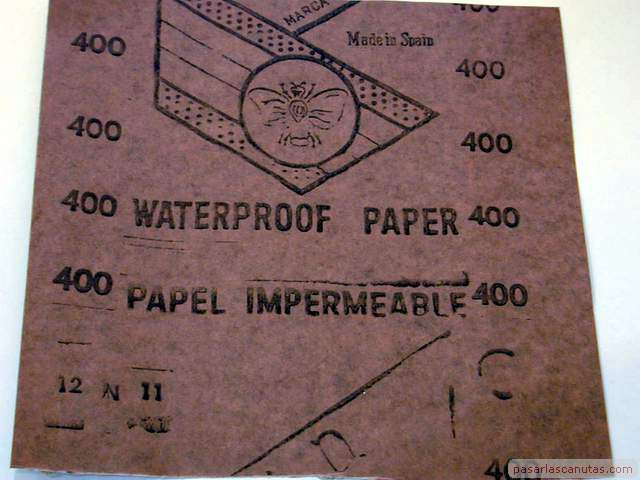 400
MARCA
400
Made in Spain
400
400
400
400
WATERPROOF PAPER
400
400
PAPEL IMPERMEABLE
400
12 N 11
400
pasarlascanutas.com